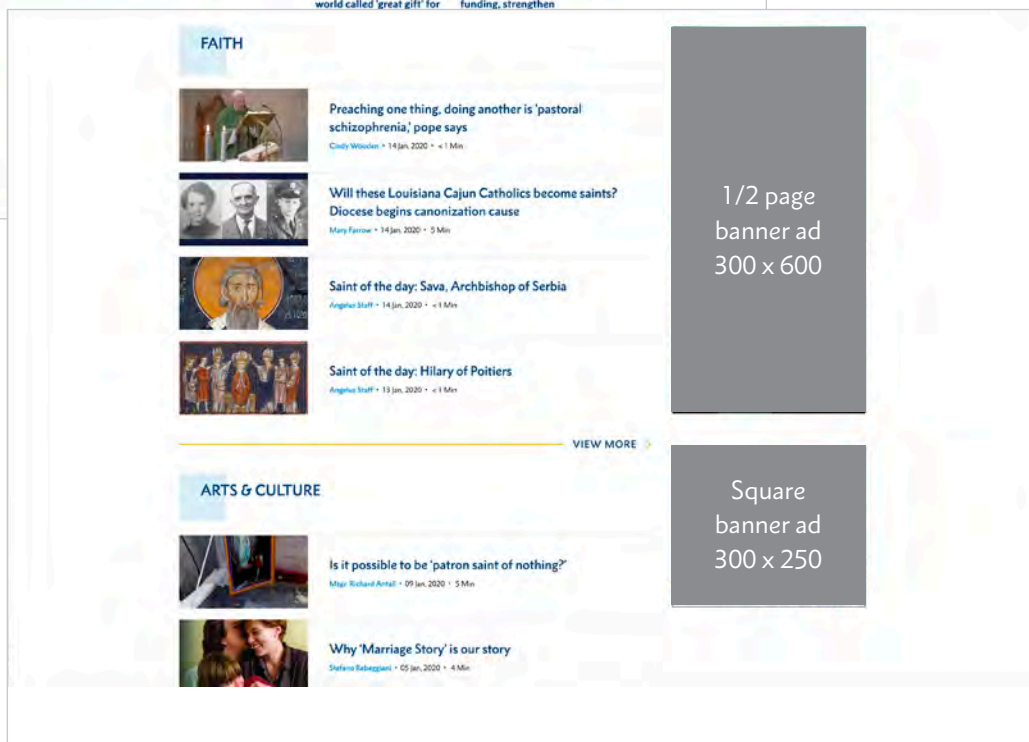 world called 'great gift' for
funding, strengthen
FAITH
Preaching one thing, doing another is 'pastoral
schizophrenia,' pope says
Cindy Wooden • 14 Jan, 2020 • < 1 Min
Will these Louisiana Cajun Catholics become saints?
Diocese begins canonization cause
Mary Farrow • 14 Jan, 2020 • 5 Min
Saint of the day: Sava, Archbishop of Serbia
Angelus Staff • 14 Jan, 2020 • < 1 Min
Saint of the day: Hilary of Poitiers
Angelus Staff • 13 Jan, 2020 • < 1 Min
VIEW MORE >
ARTS & CULTURE
Is it possible to be 'patron saint of nothing?'
Msgr. Richard Antall • 09 Jan, 2020 • 5 Min
Why 'Marriage Story' is our story
Stefano Rebeggiani • 05 Jan, 2020 • 4 Min
1/2 page
banner ad
300 x 600
Square
banner ad
300 x 250